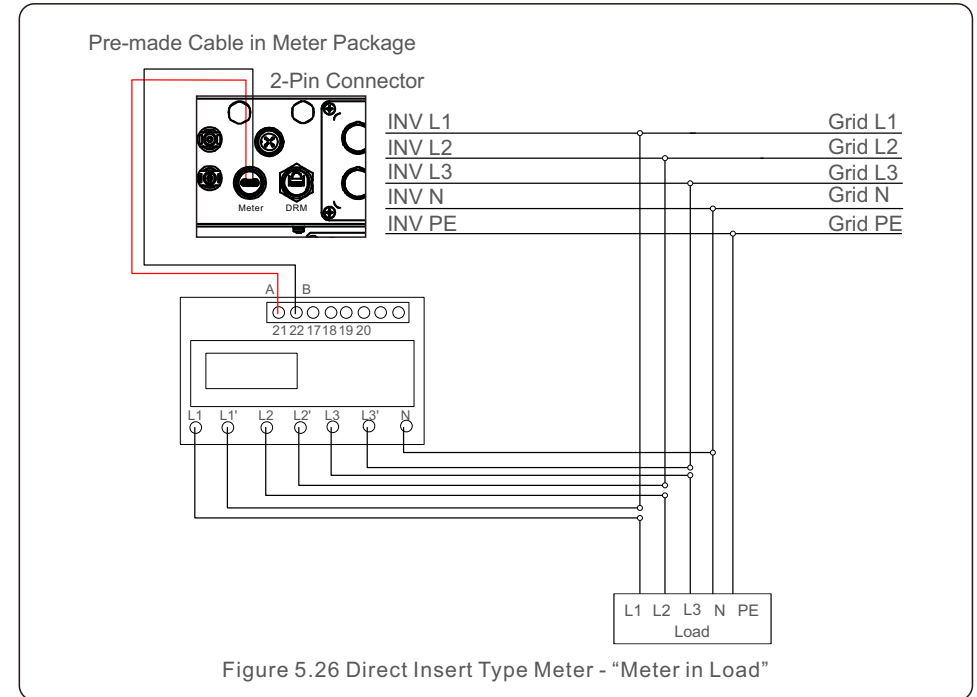 Pre-made Cable in Meter Package
2-Pin Connector
INV L1 Grid L1
INV L2 Grid L2
INV L3 Grid L3
INV N Grid N
INV PE Grid PE
Meter DRM
A B
21 22 17 18 19 20
L1 L1' L2 L2' L3 L3' N
L1 L2 L3 N PE
Load
Figure 5.26 Direct Insert Type Meter - “Meter in Load”